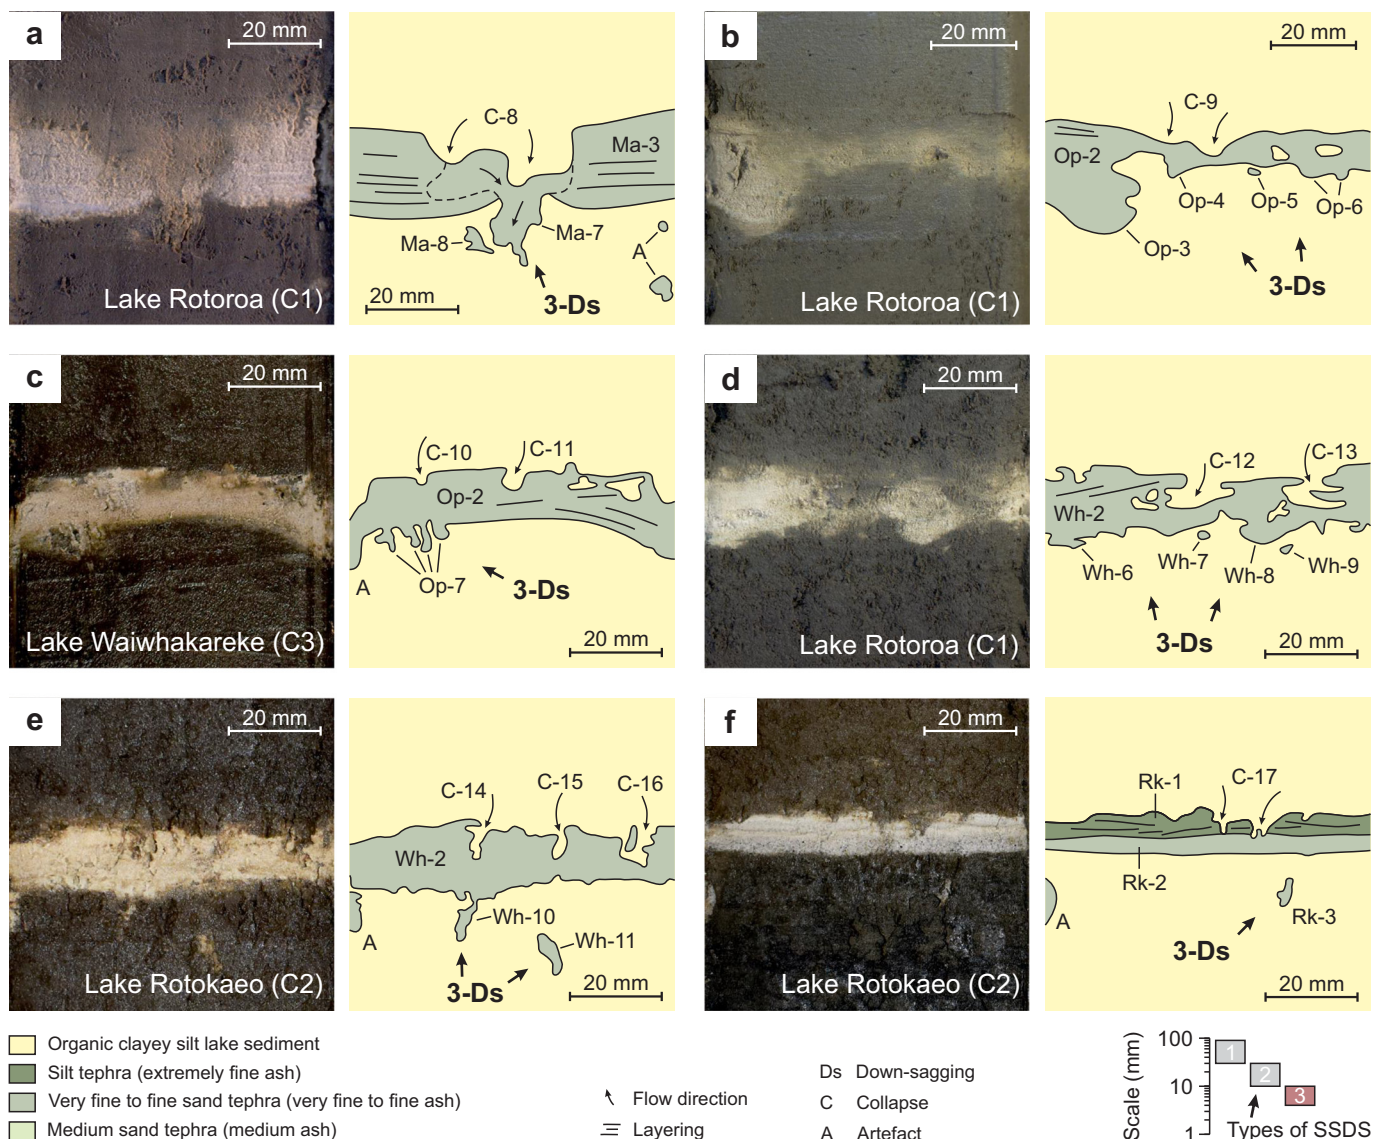 a
20 mm
Lake Rotoroa (C1)
C-8
Ma-3
Ma-8
Ma-7
A
20 mm
3-Ds
b
20 mm
Lake Rotoroa (C1)
20 mm
C-9
Op-2
Op-4
Op-5
Op-6
Op-3
3-Ds
c
20 mm
Lake Waiwhakareke (C3)
C-10
C-11
Op-2
A
Op-7
3-Ds
20 mm
d
20 mm
Lake Rotoroa (C1)
C-12
C-13
Wh-2
Wh-6
Wh-7
Wh-8
Wh-9
3-Ds
20 mm
e
20 mm
Lake Rotokaeo (C2)
C-14
C-15
C-16
Wh-2
A
Wh-10
Wh-11
3-Ds
20 mm
f
20 mm
Lake Rotokaeo (C2)
Rk-1
C-17
Rk-2
A
Rk-3
3-Ds
20 mm
Organic clayey silt lake sediment
Silt tephra (extremely fine ash)
Very fine to fine sand tephra (very fine to fine ash)
Medium sand tephra (medium ash)
Flow direction
Layering
Ds Down-sagging
C Collapse
A Artefact
Scale (mm)
100
10
1
1
2
3
Types of SSDS